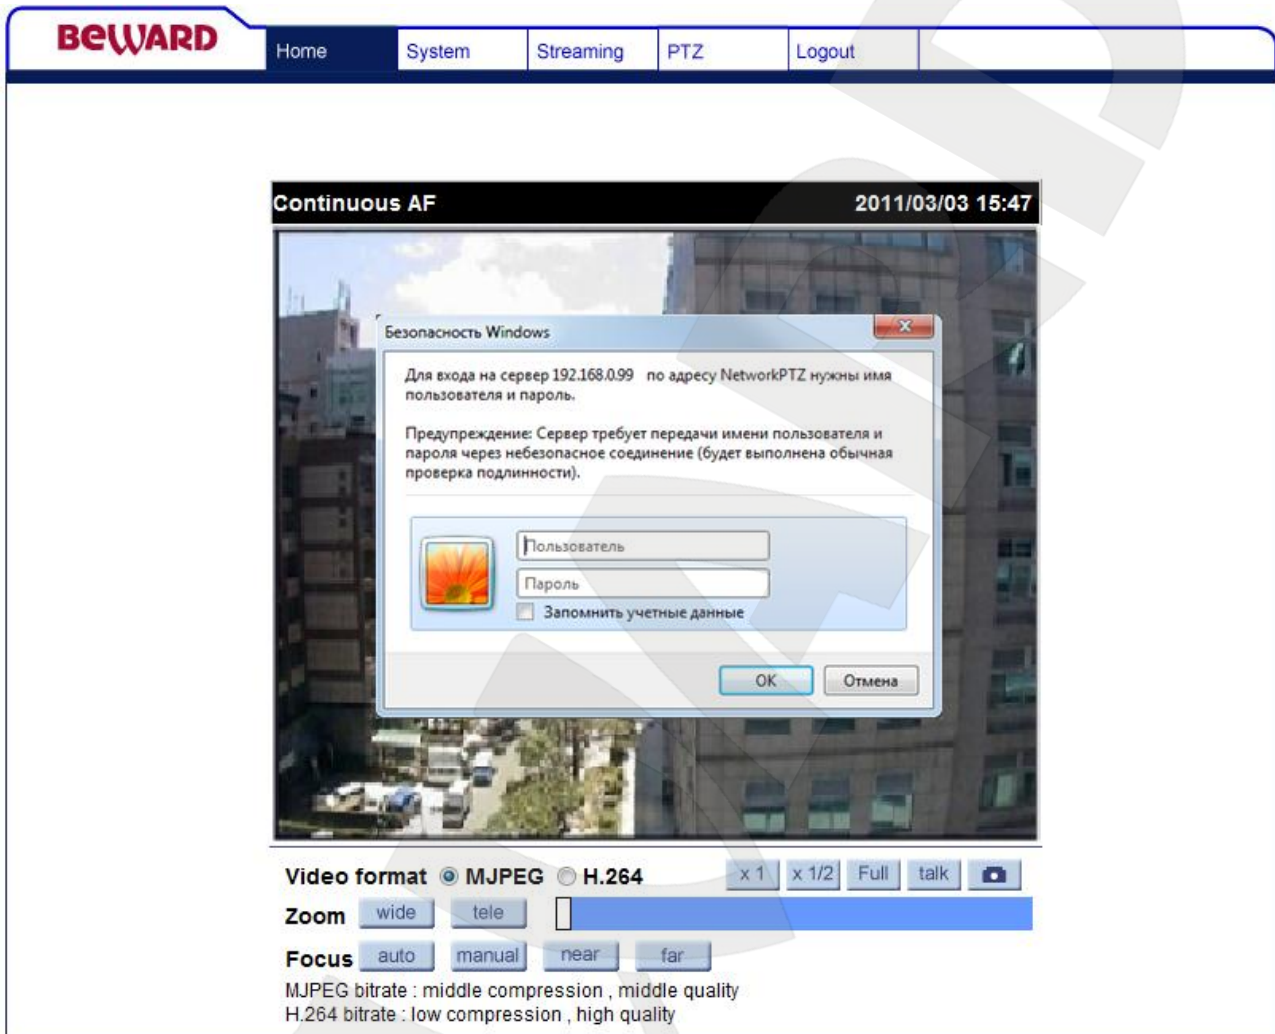 BEWARD
Home System Streaming PTZ Logout
Continuous AF 2011/03/03 15:47
Безопасность Windows
Для входа на сервер 192.168.0.99 по адресу NetworkPTZ нужны имя
пользователя и пароль.
Предупреждение: Сервер требует передачи имени пользователя и
пароля через небезопасное соединение (будет выполнена обычная
проверка подлинности).
Пользователь
Пароль
Запомнить учетные данные
OK Отмена
Video format MJPEG H.264 x 1 x 1/2 Full talk
Zoom wide tele
Focus auto manual near far
MJPEG bitrate : middle compression , middle quality
H.264 bitrate : low compression , high quality